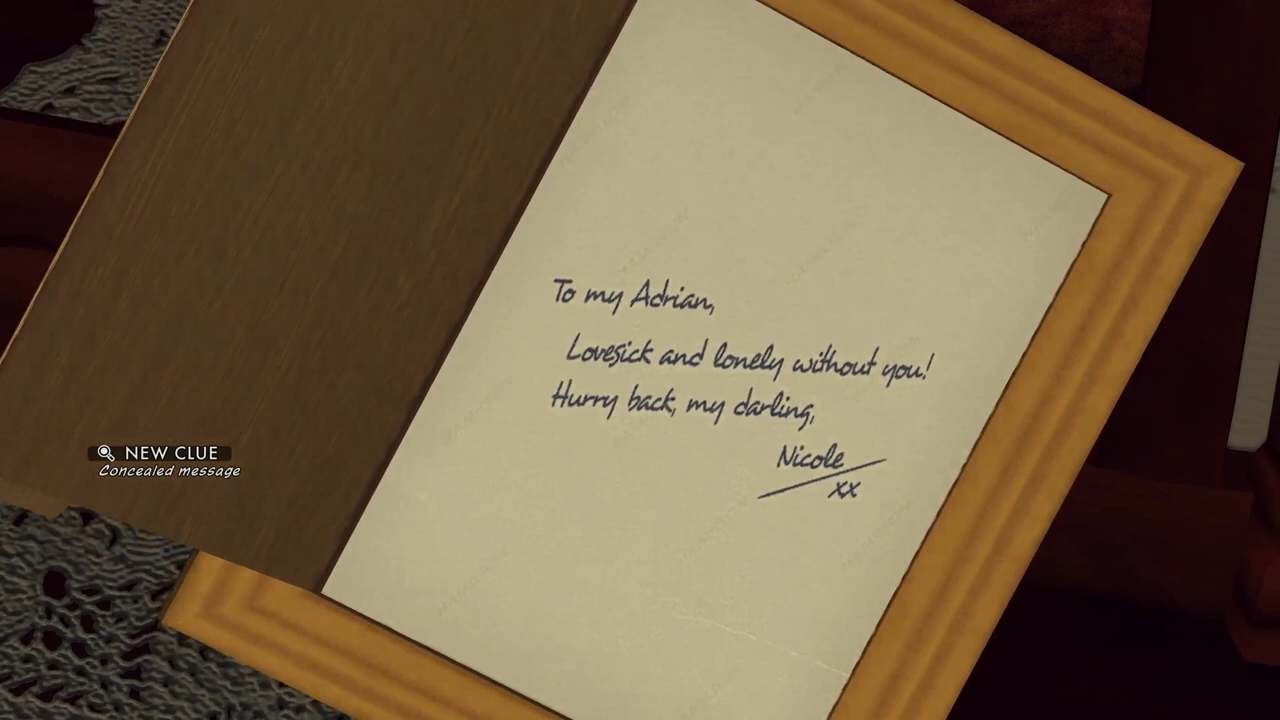 To my Adrian,
Lovesick and lonely without you!
Hurry back, my darling,
Nicole
xx
NEW CLUE
Concealed message